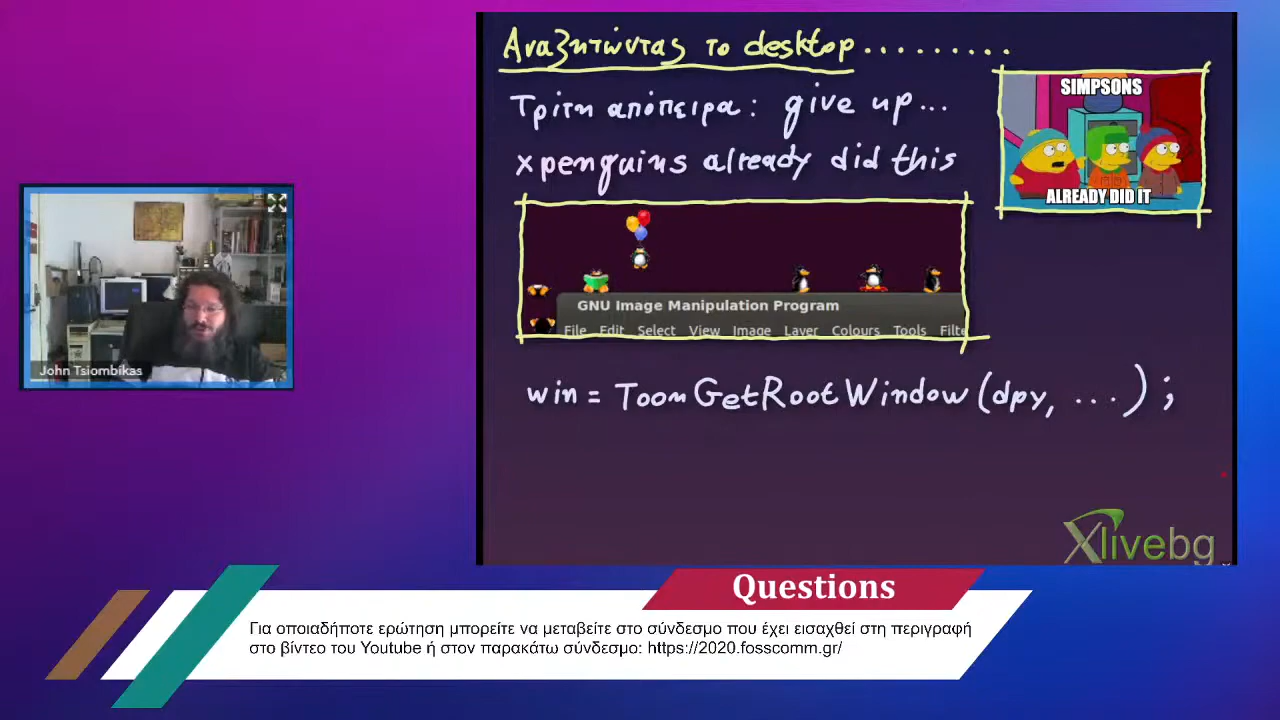 Αναζητώντας το desktop.........
Τρίτη απόπειρα: give up...
xpenguins already did this
SIMPSONS
ALREADY DID IT
GNU Image Manipulation Program
File Edit Select View Image Layer Colours Tools Filte
John Tsiombikas
win = ToonGetRootWindow(dpy, ...);
Xlivebg
Questions
Για οποιαδήποτε ερώτηση μπορείτε να μεταβείτε στο σύνδεσμο που έχει εισαχθεί στη περιγραφή
στο βίντεο του Youtube ή στον παρακάτω σύνδεσμο: https://2020.fosscomm.gr/